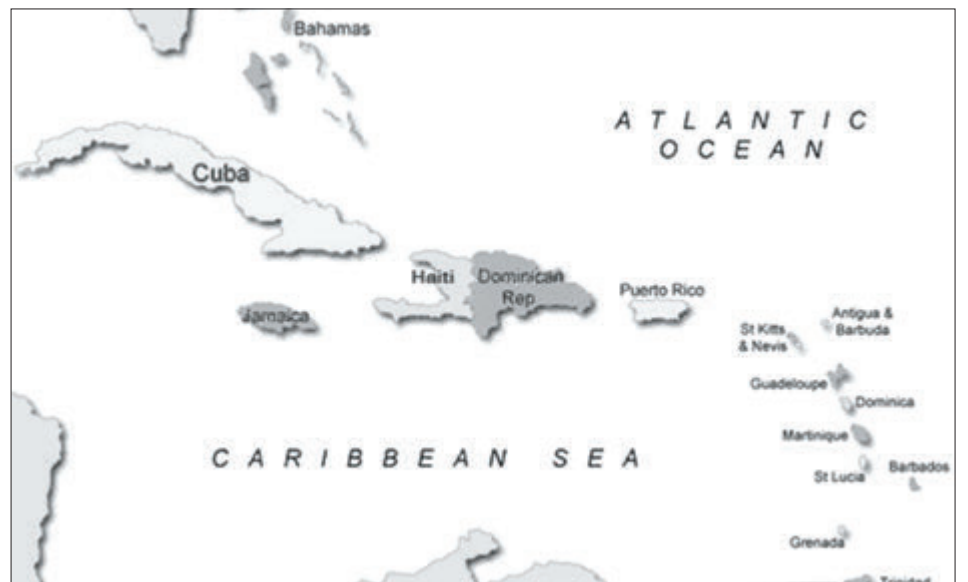 Bahamas
ATLANTIC
OCEAN
Cuba
Haiti
Dominican
Rep
Jamaica
Puerto Rico
Antigua &
Barbuda
St Kitts
& Nevis
Guadeloupe
Dominica
Martinique
CARIBBEAN SEA
St Lucia
Barbados
Grenada
Trinidad